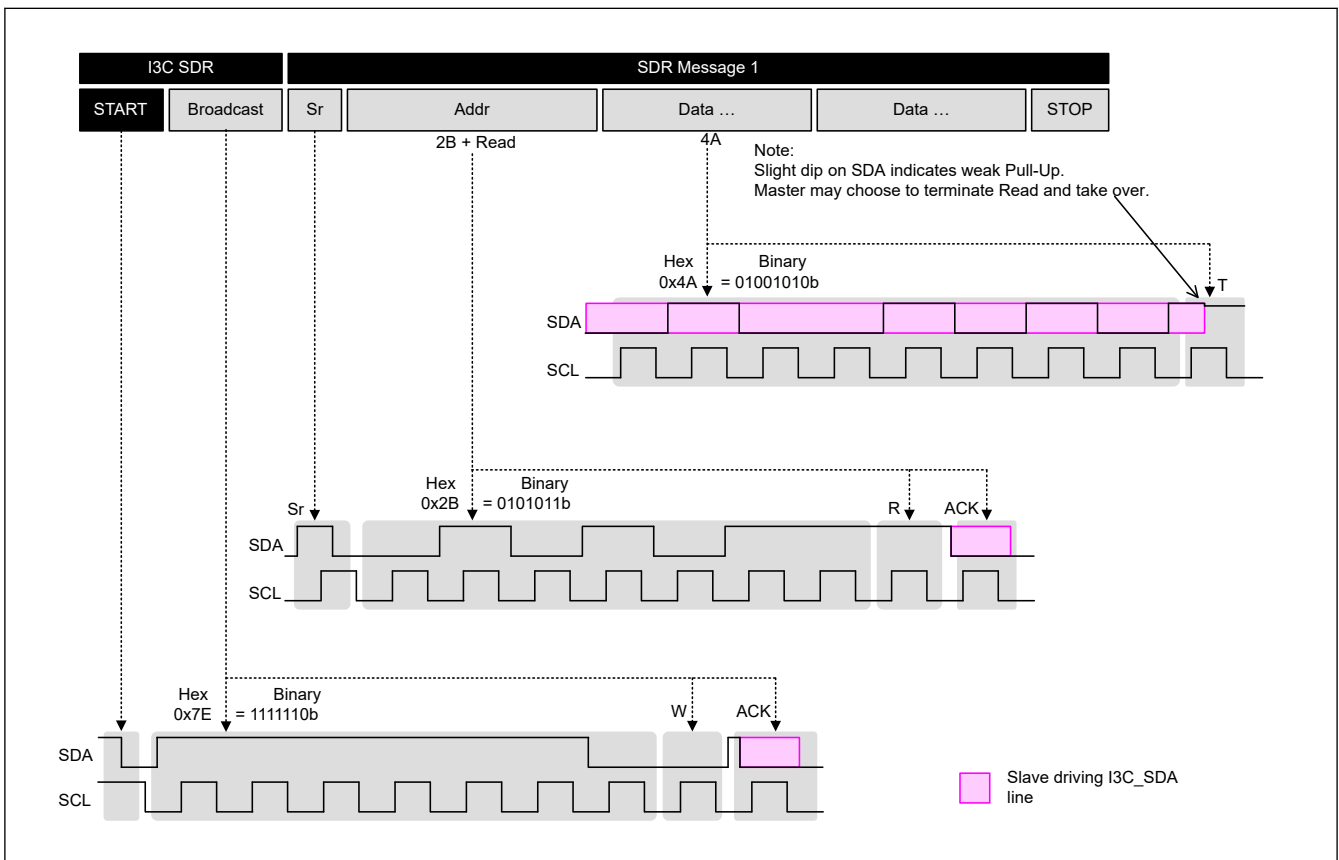 I3C SDR
SDR Message 1
START
Broadcast
Sr
Addr
Data ...
Data ...
STOP
2B + Read
4A
Note:
Slight dip on SDA indicates weak Pull-Up.
Master may choose to terminate Read and take over.
Hex
Binary
0x4A
= 01001010b
T
SDA
SCL
Hex
Binary
0x2B
= 0101011b
Sr
R
ACK
SDA
SCL
Hex
Binary
0x7E
= 1111110b
W
ACK
SDA
SCL
Slave driving I3C_SDA
line